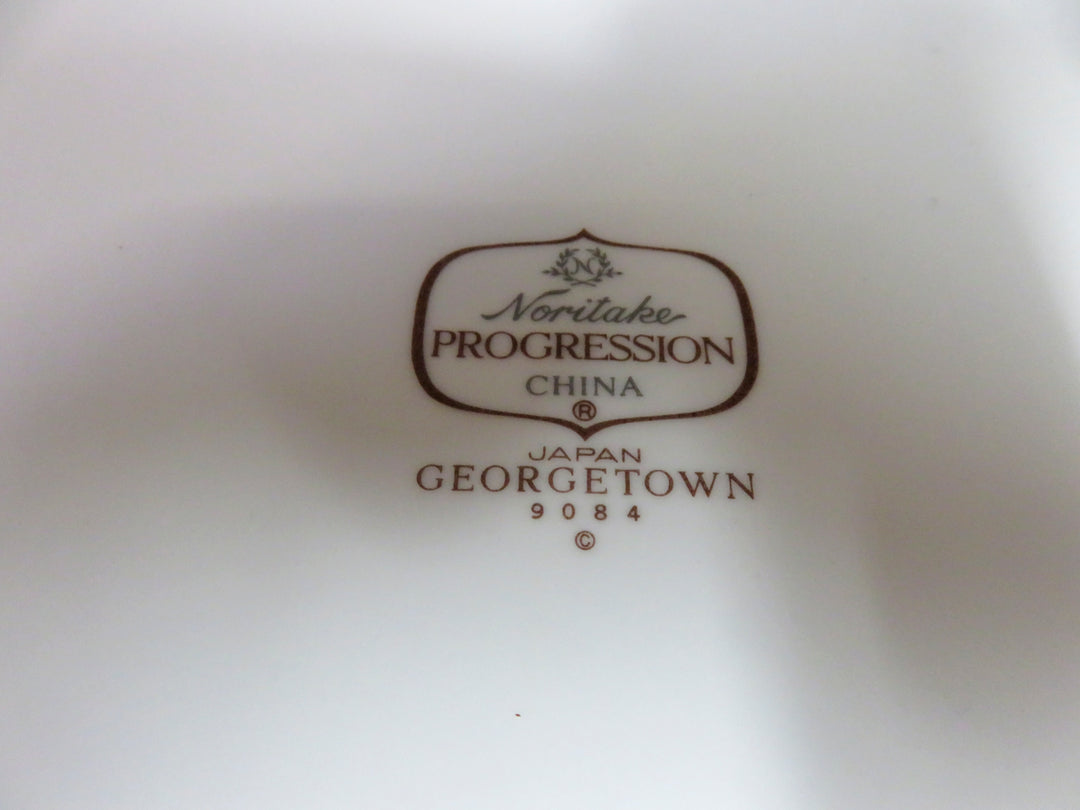 N
Noritake
PROGRESSION
CHINA
®
JAPAN
GEORGETOWN
9084
©